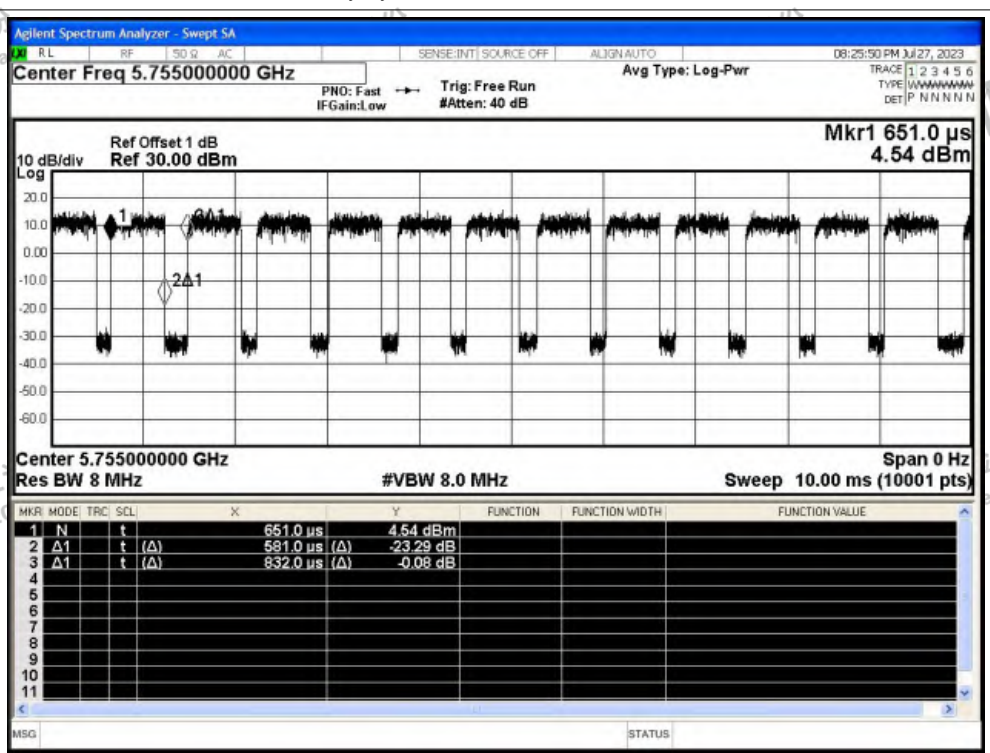 Agilent Spectrum Analyzer - Swept SA
LXI RL RF 50 Ω AC SENSE:INT SOURCE OFF ALIGN AUTO 08:25:50 PM Jul 27, 2023
Center Freq 5.755000000 GHz Avg Type: Log-Pwr TRACE 1 2 3 4 5 6
PNO: Fast Trig: Free Run TYPE WWWWWW
IFGain:Low #Atten: 40 dB DET P N N N N N
Mkr1 651.0 µs
Ref Offset 1 dB
10 dB/div Ref 30.00 dBm 4.54 dBm
Log
20.0
10.0
1
3Δ1
0.00
-10.0
2Δ1
-20.0
-30.0
-40.0
-50.0
-60.0
Center 5.755000000 GHz Span 0 Hz
Res BW 8 MHz #VBW 8.0 MHz Sweep 10.00 ms (10001 pts)
MKR MODE TRC SCL X Y FUNCTION FUNCTION WIDTH FUNCTION VALUE
1 N t 651.0 µs 4.54 dBm
2 Δ1 t (Δ) 581.0 µs (Δ) -23.29 dB
3 Δ1 t (Δ) 832.0 µs (Δ) -0.08 dB
4
5
6
7
8
9
10
11
MSG STATUS